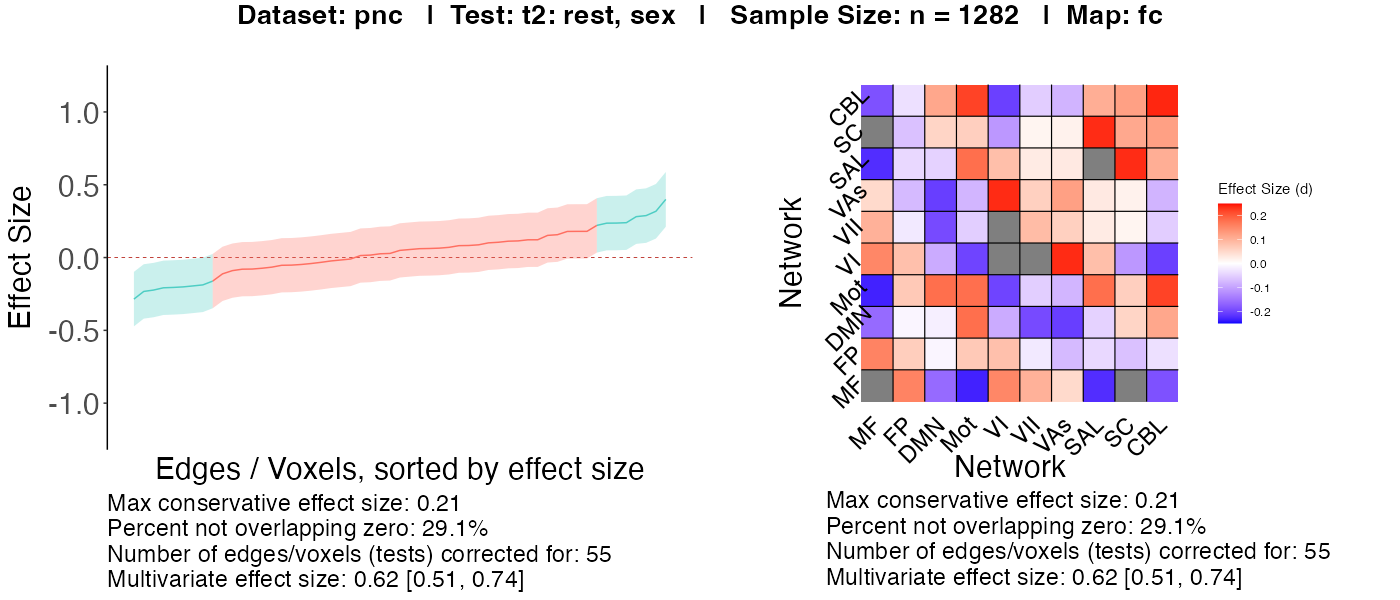 Dataset: pnc | Test: t2: rest, sex | Sample Size: n = 1282 | Map: fc
Effect Size
1.0
0.5
0.0
-0.5
-1.0
Edges / Voxels, sorted by effect size
Max conservative effect size: 0.21
Percent not overlapping zero: 29.1%
Number of edges/voxels (tests) corrected for: 55
Multivariate effect size: 0.62 [0.51, 0.74]
Network
CBL
SC
SAL
VAs
VII
VI
Mot
DMN
FP
MF
MF FP DMN Mot VI VII VAs SAL SC CBL
Network
Effect Size (d)
0.2
0.1
0.0
-0.1
-0.2
Max conservative effect size: 0.21
Percent not overlapping zero: 29.1%
Number of edges/voxels (tests) corrected for: 55
Multivariate effect size: 0.62 [0.51, 0.74]